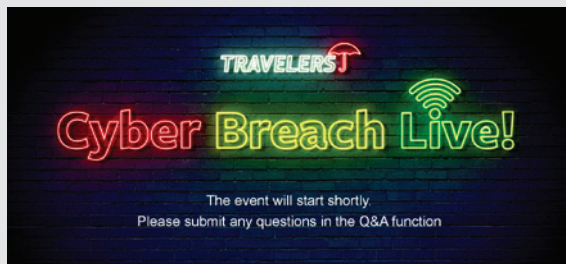 TRAVELERS
Cyber Breach Live!
The event will start shortly.
Please submit any questions in the Q&A function